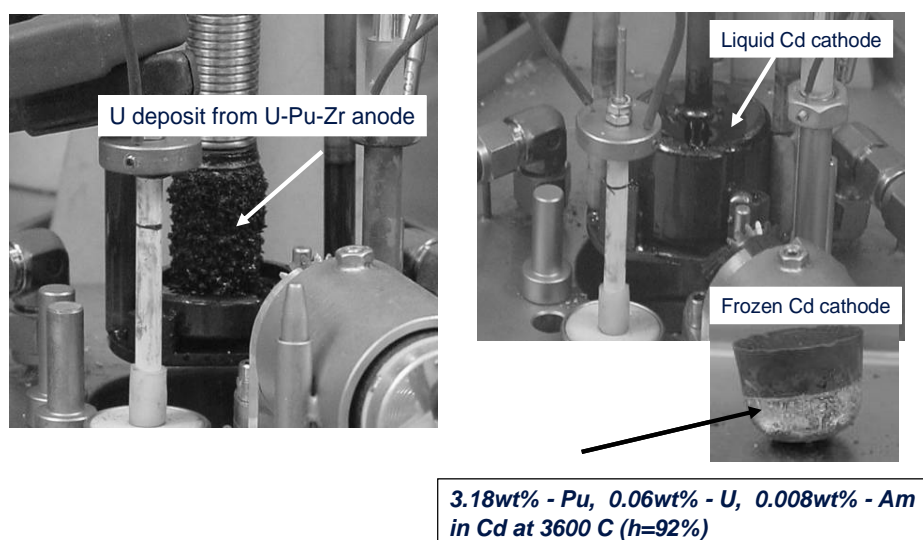 U deposit from U-Pu-Zr anode
Liquid Cd cathode
Frozen Cd cathode
3.18wt% - Pu, 0.06wt% - U, 0.008wt% - Am
in Cd at 3600 C (h=92%)